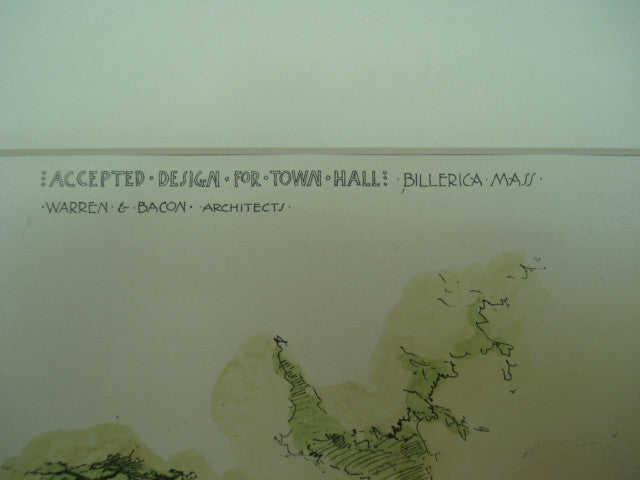 :ACCEPTED · DESIGN · FOR · TOWN · HALL: · BILLERICA · MASS ·
· WARREN · & · BACON · ARCHITECTS ·